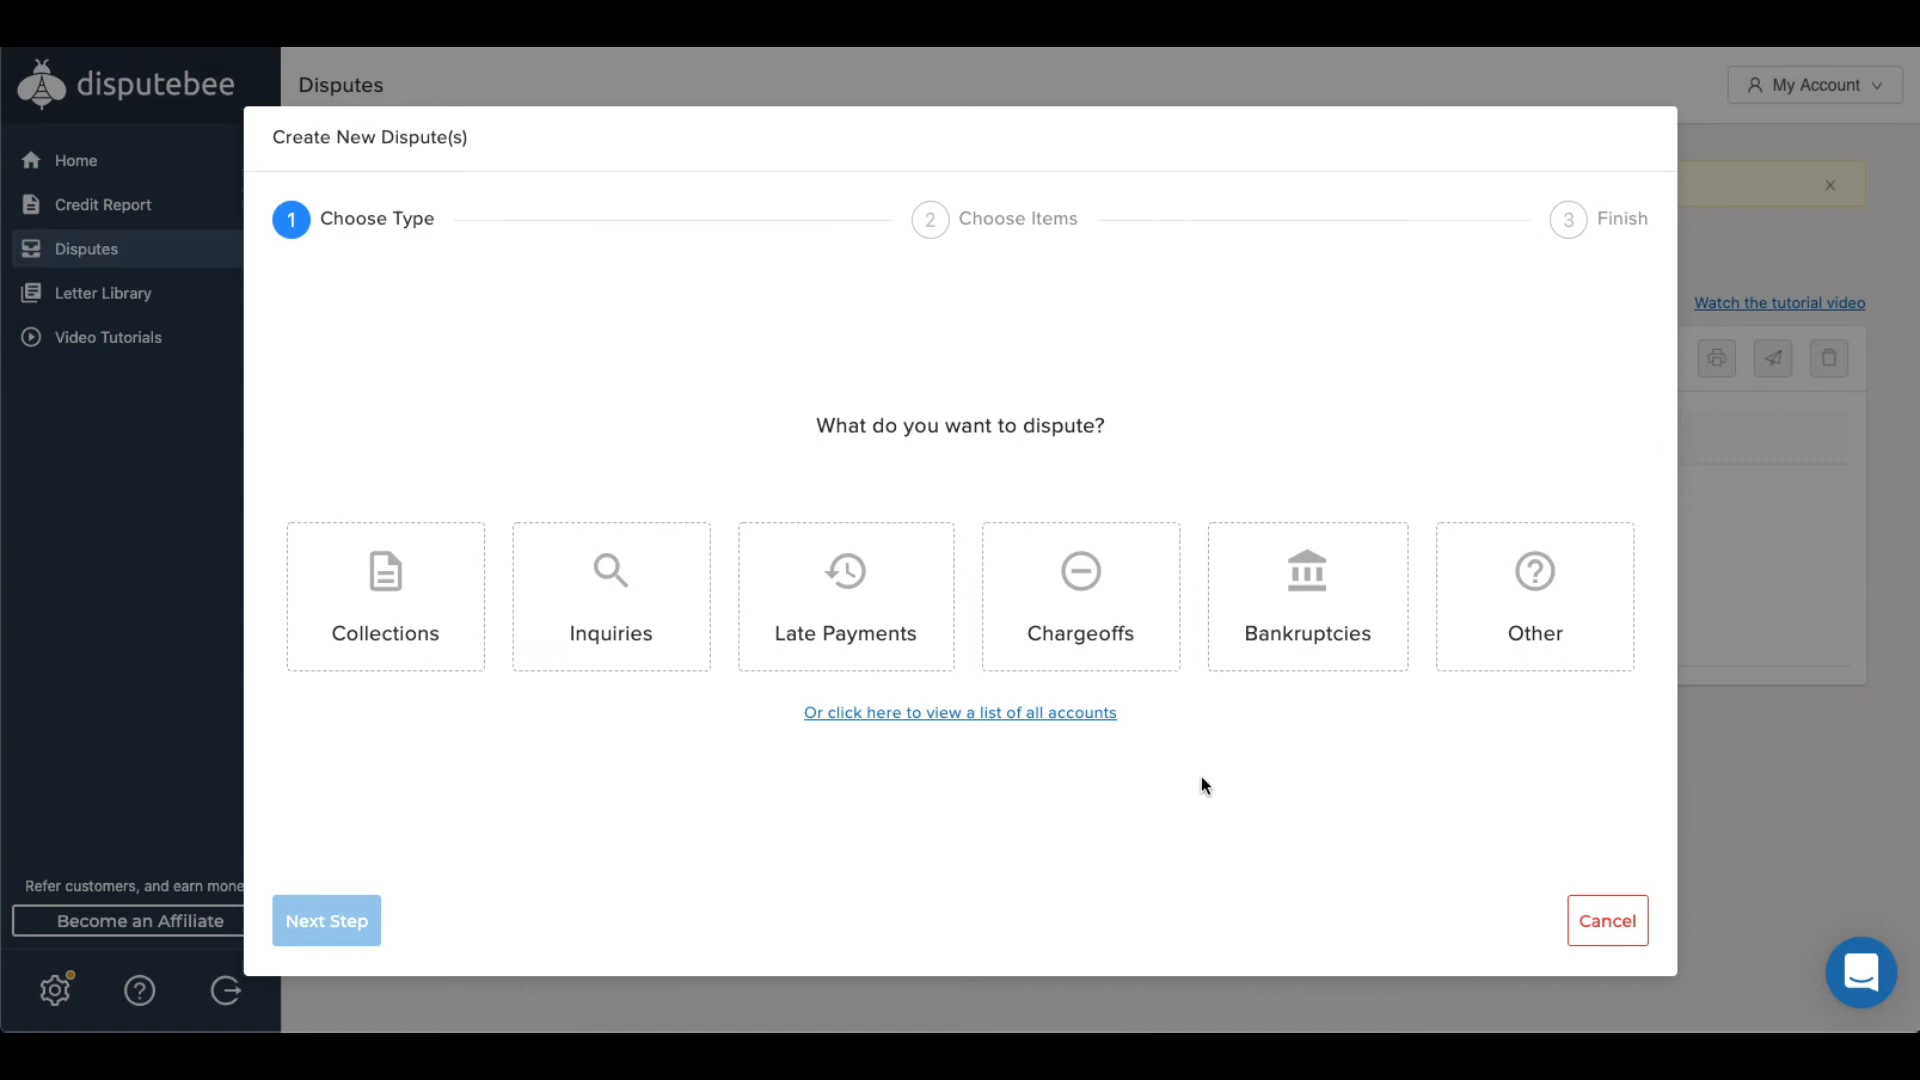 disputebee
Disputes
My Account
Create New Dispute(s)
Home
Credit Report
Disputes
Letter Library
Video Tutorials
1 Choose Type
2 Choose Items
3 Finish
Watch the tutorial video
What do you want to dispute?
Collections
Inquiries
Late Payments
Chargeoffs
Bankruptcies
Other
Or click here to view a list of all accounts
Refer customers, and earn mone
Become an Affiliate
Next Step
Cancel